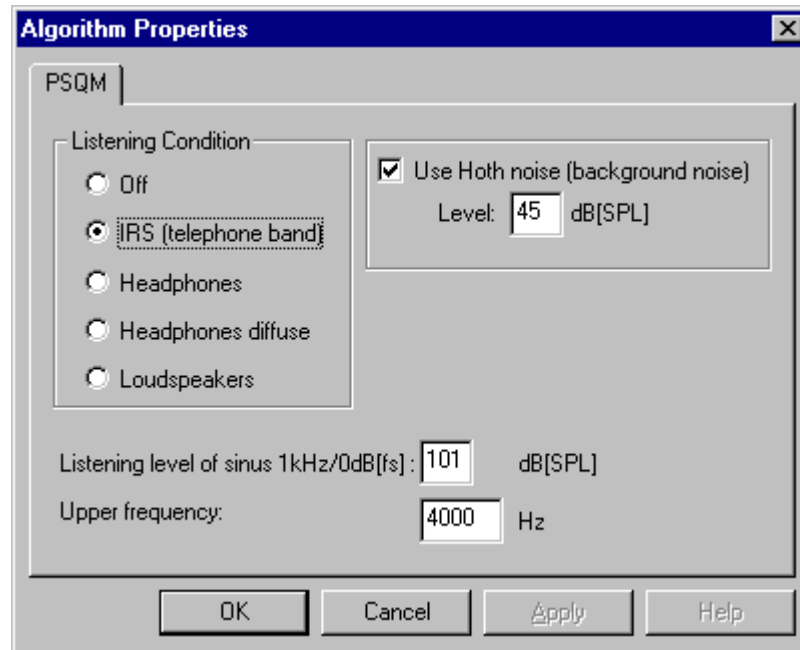 Algorithm Properties
PSQM
Listening Condition
Off
IRS (telephone band)
Headphones
Headphones diffuse
Loudspeakers
Use Hoth noise (background noise)
Level: 45 dB[SPL]
Listening level of sinus 1kHz/0dB[fs] : 101 dB[SPL]
Upper frequency: 4000 Hz
OK Cancel Apply Help